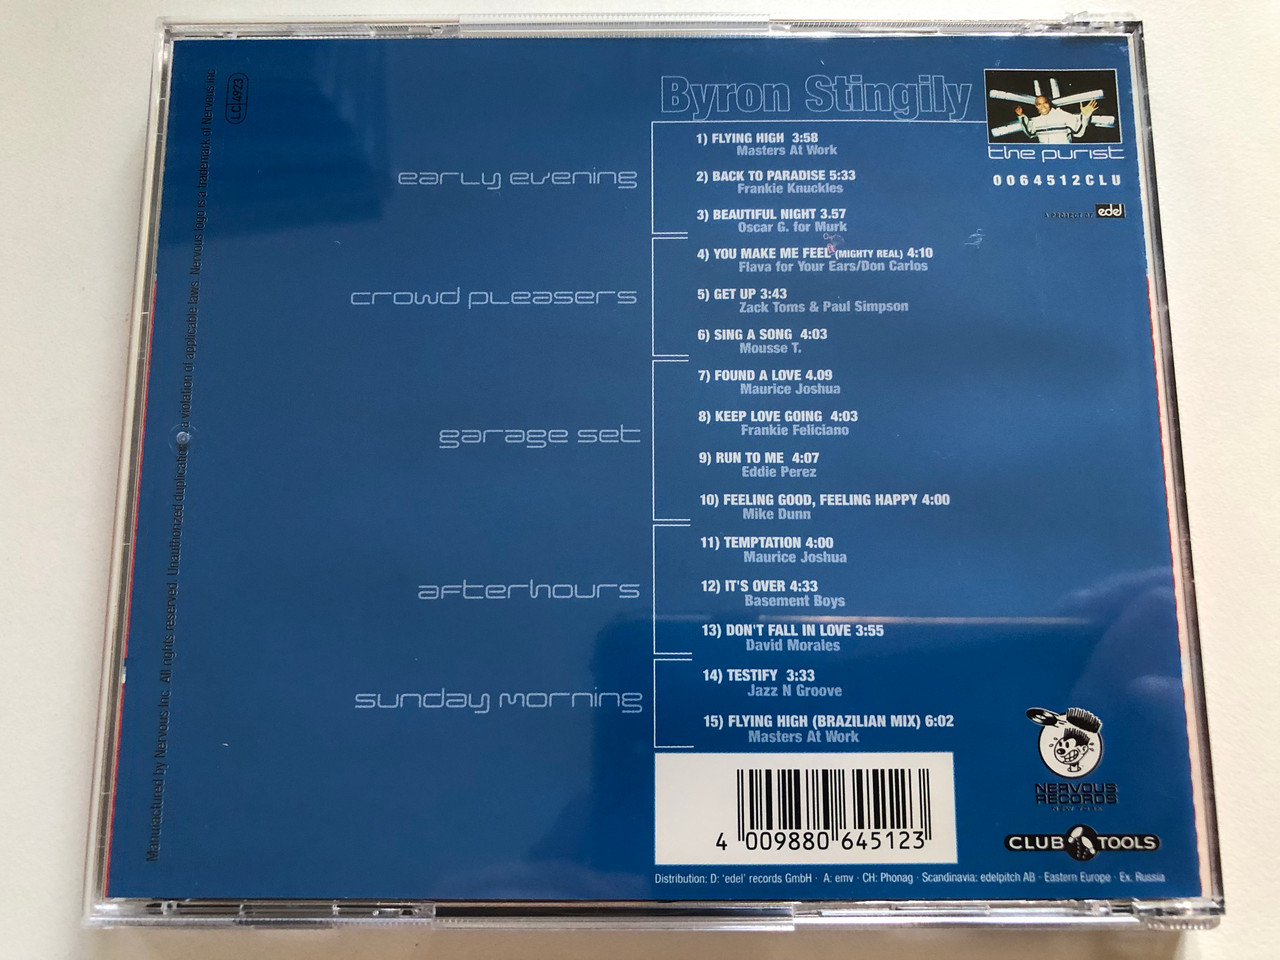 Byron Stingily
the purist
0064512CLU
A PROJECT OF edel
early evening
1) FLYING HIGH 3:58
Masters At Work
2) BACK TO PARADISE 5:33
Frankie Knuckles
3) BEAUTIFUL NIGHT 3.57
Oscar G. for Murk
crowd pleasers
4) YOU MAKE ME FEEL (MIGHTY REAL) 4:10
Flava for Your Ears/Don Carlos
5) GET UP 3:43
Zack Toms & Paul Simpson
6) SING A SONG 4:03
Mousse T.
garage set
7) FOUND A LOVE 4.09
Maurice Joshua
8) KEEP LOVE GOING 4:03
Frankie Feliciano
9) RUN TO ME 4:07
Eddie Perez
10) FEELING GOOD, FEELING HAPPY 4:00
Mike Dunn
afterhours
11) TEMPTATION 4:00
Maurice Joshua
12) IT'S OVER 4:33
Basement Boys
13) DON'T FALL IN LOVE 3:55
David Morales
sunday morning
14) TESTIFY 3:33
Jazz N Groove
15) FLYING HIGH (BRAZILIAN MIX) 6:02
Masters At Work
NERVOUS
RECORDS
CLUB TOOLS
4 009880 645123
Distribution: D: 'edel' records GmbH · A: emv · CH: Phonag · Scandinavia: edelpitch AB · Eastern Europe · Ex. Russia
Manufactured by Nervous Inc. All rights reserved. Unauthorized duplication a violation of applicable laws. Nervous logo is a trademark of Nervous Inc.
LC 4923